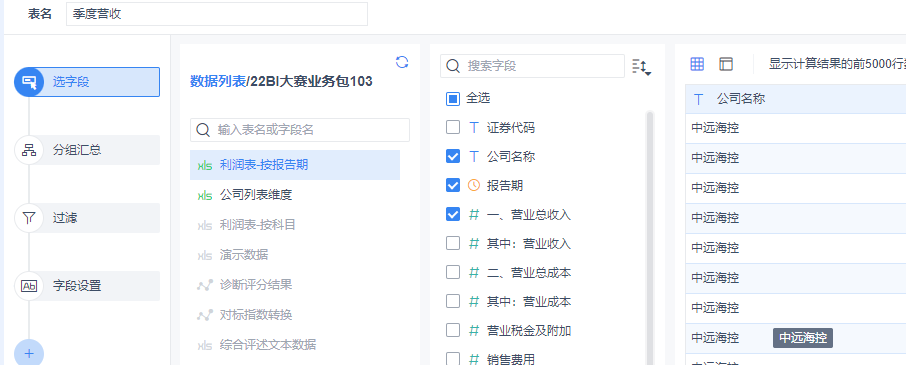 表名 季度营收
选字段
分组汇总
过滤
字段设置
数据列表/22BI大赛业务包103
输入表名或字段名
xls 利润表-按报告期
xls 公司列表维度
xls 利润表-按科目
xls 演示数据
诊断评分结果
对标指数转换
xls 综合评述文本数据
搜索字段
全选
T 证券代码
T 公司名称
报告期
# 一、营业总收入
# 其中：营业收入
# 二、营业总成本
# 其中：营业成本
# 营业税金及附加
# 销售费用
显示计算结果的前5000行
T 公司名称
中远海控
中远海控
中远海控
中远海控
中远海控
中远海控
中远海控
中远海控
中远海控
中远海控